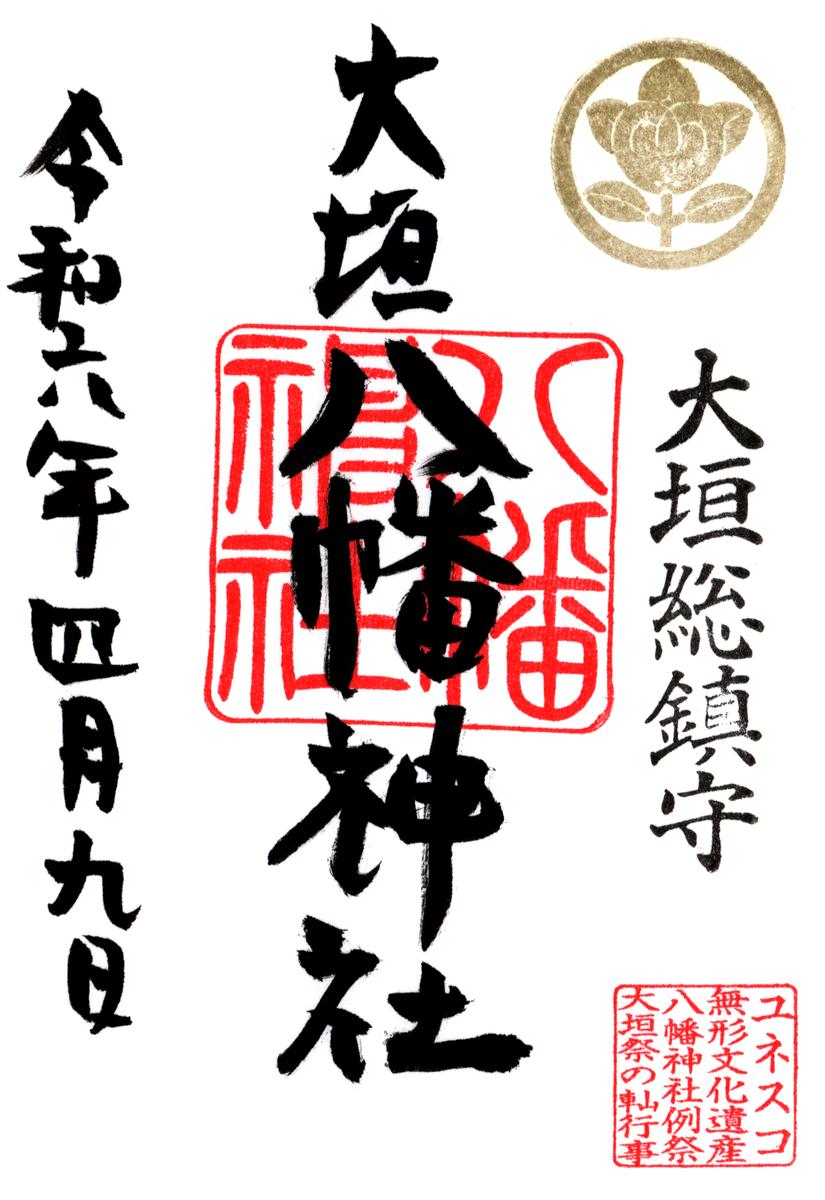 大垣総鎮守
ユネスコ
無形文化遺産
八幡神社例祭
大垣祭の軕行事
大垣八幡神社
八幡
神社
令和六年 四月九日